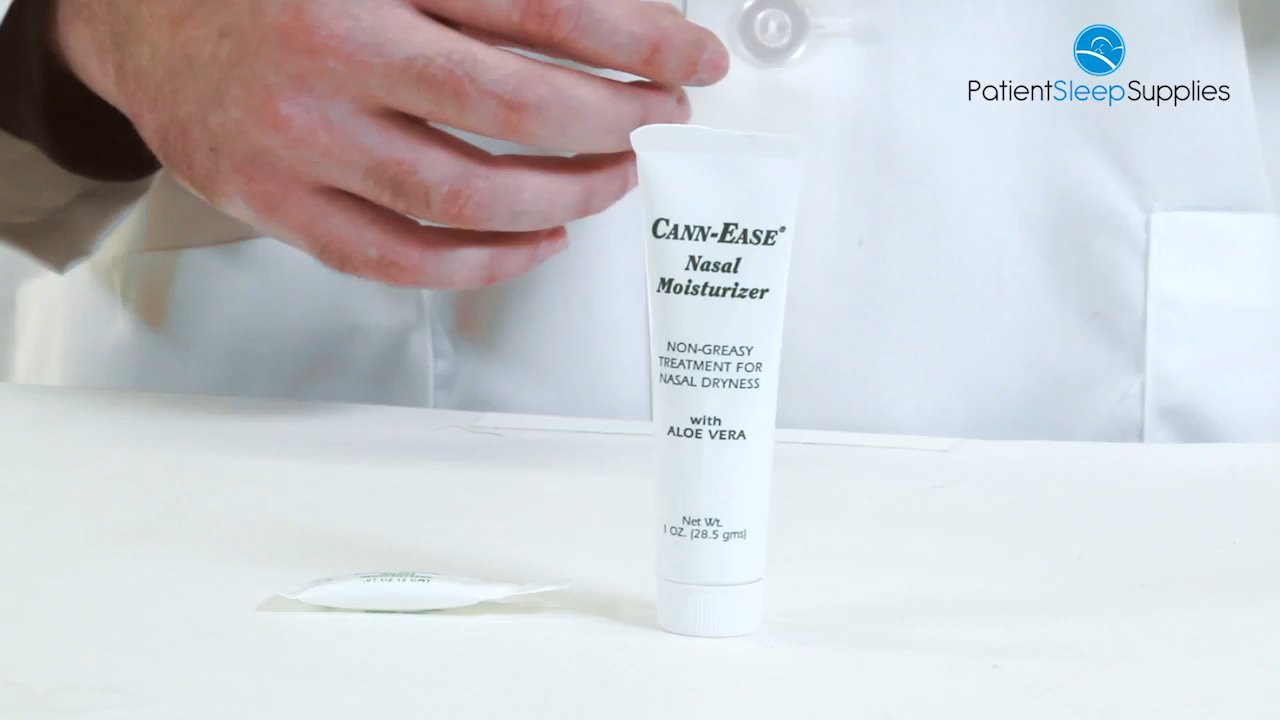 PatientSleepSupplies
CANN-EASE®
Nasal
Moisturizer
NON-GREASY
TREATMENT FOR
NASAL DRYNESS
with
ALOE VERA
Net Wt.
1 OZ. (28.5 gms)